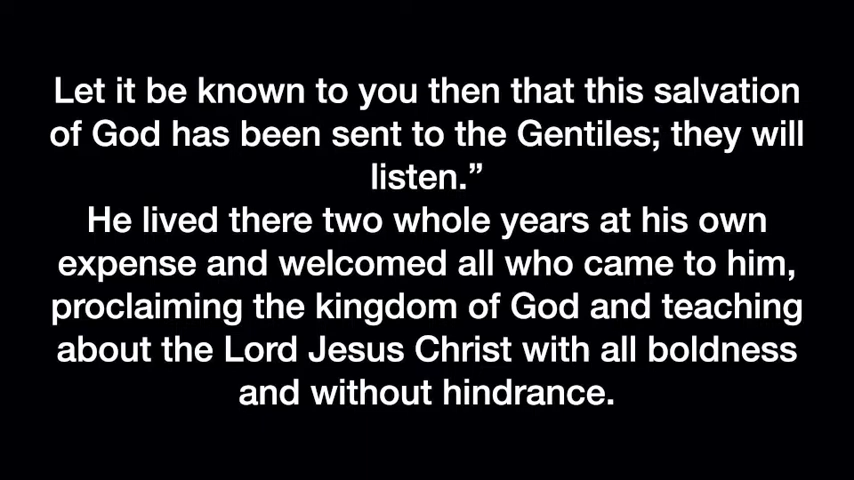 Let it be known to you then that this salvation
of God has been sent to the Gentiles; they will
listen.”
He lived there two whole years at his own
expense and welcomed all who came to him,
proclaiming the kingdom of God and teaching
about the Lord Jesus Christ with all boldness
and without hindrance.